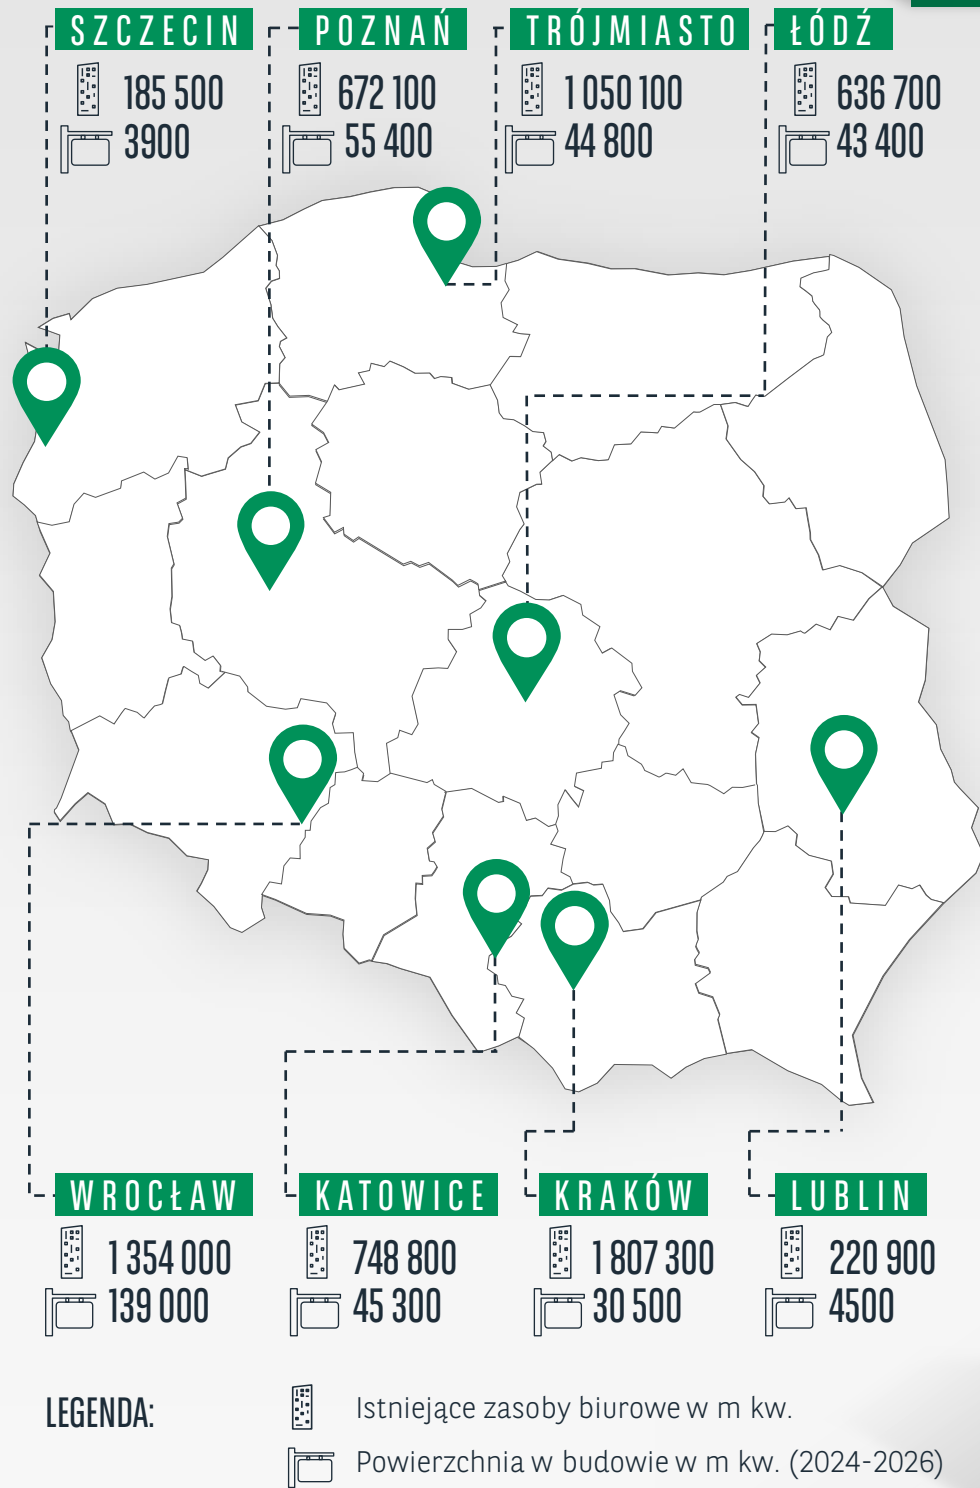 SZCZECIN
185 500
3900
POZNAŃ
672 100
55 400
TRÓJMIASTO
1 050 100
44 800
ŁÓDŹ
636 700
43 400
WROCŁAW
1 354 000
139 000
KATOWICE
748 800
45 300
KRAKÓW
1 807 300
30 500
LUBLIN
220 900
4500
LEGENDA:
Istniejące zasoby biurowe w m kw.
Powierzchnia w budowie w m kw. (2024-2026)